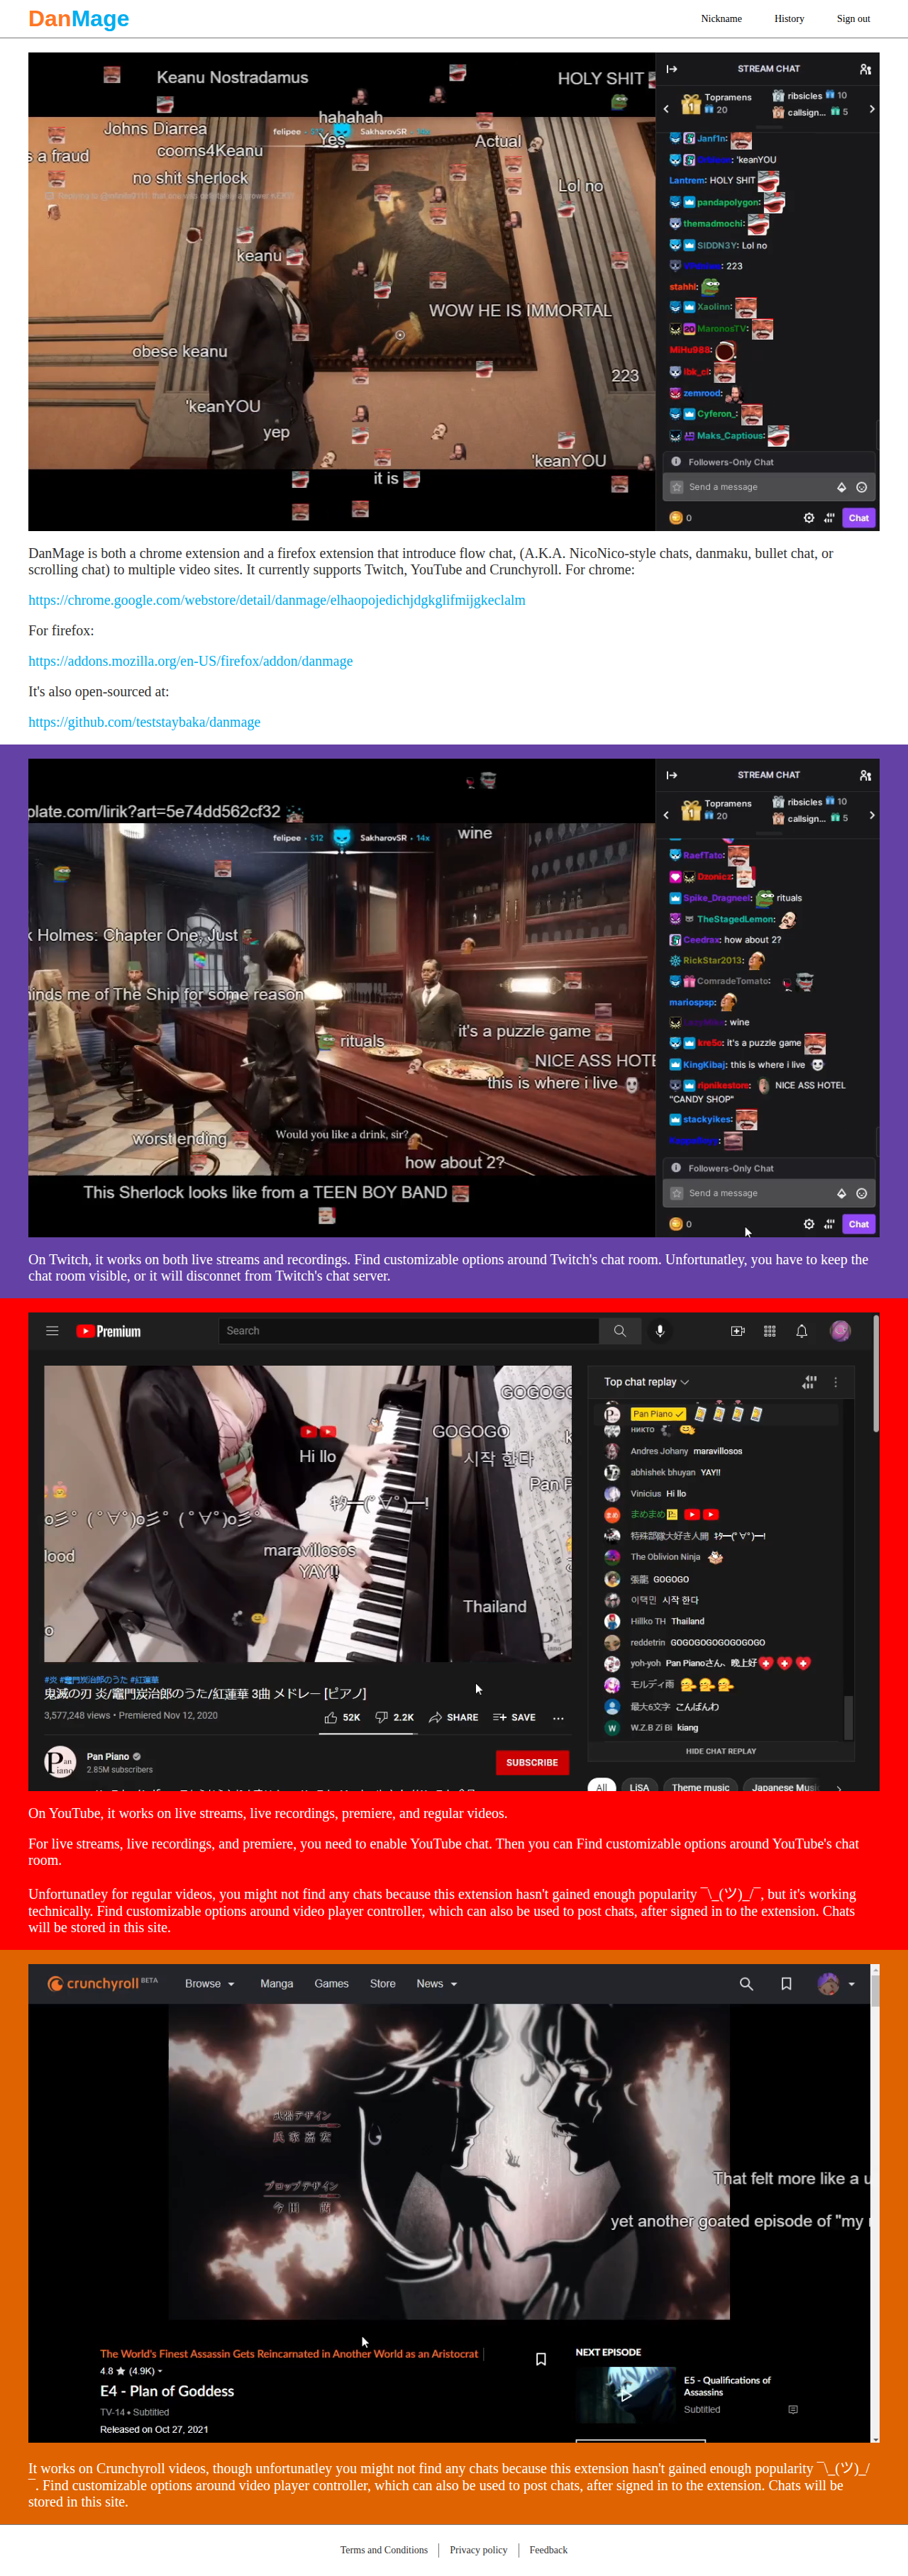 DanMage
Nickname History Sign out
Keanu Nostradamus
HOLY SHIT
hahahah
Johns Diarrea
felipee
Yes
SakharovSR
Actual
s a fraud
cooms4Keanu
no shit sherlock
Lol no
keanu
WOW HE IS IMMORTAL
obese keanu
223
'keanYOU
yep
'keanYOU
it is
STREAM CHAT
Topramens
20
ribsicles 10
callsign... 5
Janf1n:
: 'keanYOU
Lantrem: HOLY SHIT
pandapolygon:
themadmochi:
SIDDN3Y: Lol no
: 223
stahhl:
Xaolinn:
MaronosTV:
MiHu988:
ibk_cl:
zemrood:
Cyferon_:
Maks_Captious:
Followers-Only Chat
Send a message
0
Chat
DanMage is both a chrome extension and a firefox extension that introduce flow chat, (A.K.A. NicoNico-style chats, danmaku, bullet chat, or
scrolling chat) to multiple video sites. It currently supports Twitch, YouTube and Crunchyroll. For chrome:
https://chrome.google.com/webstore/detail/danmage/elhaopojedichjdgkglifmijgkeclalm
For firefox:
https://addons.mozilla.org/en-US/firefox/addon/danmage
It's also open-sourced at:
https://github.com/teststaybaka/danmage
plate.com/lirik?art=5e74dd562cf32
felipee • 512
SakharovSR • 14x
wine
k Holmes: Chapter One, Just
inds me of The Ship for some reason
it's a puzzle game
rituals
NICE ASS HOTE
this is where i live
worst ending
Would you like a drink, sir?
how about 2?
This Sherlock looks like from a TEEN BOY BAND
STREAM CHAT
Topramens
20
ribsicles 10
callsign... 5
RaefTato:
Dzonicz:
Spike_Dragneel: rituals
TheStagedLemon:
Ceedrax: how about 2?
RickStar2013:
ComradeTomato:
mariospsp:
: wine
kre5o: it's a puzzle game
KingKibaj: this is where i live
ripnikestore: NICE ASS HOTEL
"CANDY SHOP"
stackyikes:
Followers-Only Chat
Send a message
0
Chat
On Twitch, it works on both live streams and recordings. Find customizable options around Twitch's chat room. Unfortunatley, you have to keep the
chat room visible, or it will disconnet from Twitch's chat server.
Premium
Search
GOGOGO
GOGOGO
Hi llo
시작 한다
Pan P
ｷﾀ━(ﾟ∀ﾟ)━!
o彡ﾟ (ﾟ∀ﾟ)o彡ﾟ (ﾟ∀ﾟ)o彡ﾟ
lood
maravillosos
YAY!!
Thailand
o
#炎 #竈門炭治郎のうた #紅蓮華
鬼滅の刃 炎/竈門炭治郎のうた/紅蓮華 3曲 メドレー [ピアノ]
3,577,248 views • Premiered Nov 12, 2020
52K 2.2K SHARE SAVE
Pan Piano
2.85M subscribers
SUBSCRIBE
Top chat replay
Pan Piano
никто
Andres Johany maravillosos
abhishek bhuyan YAY!!
Vinicius Hi llo
まめまめ
特殊部隊大好き人間 ｷﾀ━(ﾟ∀ﾟ)━!
The Oblivion Ninja
張龍 GOGOGO
이택민 시작 한다
Hillko TH Thailand
reddetrin GOGOGOGOGOGOGOGO
yoh-yoh Pan Pianoさん、晩上好
モルディ雨
最大6文字 こんばんわ
W.Z.B Zi Bi kiang
HIDE CHAT REPLAY
All LiSA Theme music Japanese Musi
On YouTube, it works on live streams, live recordings, premiere, and regular videos.
For live streams, live recordings, and premiere, you need to enable YouTube chat. Then you can Find customizable options around YouTube's chat
room.
Unfortunatley for regular videos, you might not find any chats because this extension hasn't gained enough popularity ¯\_(ツ)_/¯, but it's working
technically. Find customizable options around video player controller, which can also be used to post chats, after signed in to the extension. Chats
will be stored in this site.
crunchyroll BETA Browse Manga Games Store News
武器デザイン
氏家嘉宏
プロップデザイン
今田 茜
That felt more like a u
yet another goated episode of "my r
The World's Finest Assassin Gets Reincarnated in Another World as an Aristocrat
4.8 ★ (4.9K)
E4 - Plan of Goddess
TV-14 • Subtitled
Released on Oct 27, 2021
NEXT EPISODE
E5 - Qualifications of
Assassins
Subtitled
It works on Crunchyroll videos, though unfortunatley you might not find any chats because this extension hasn't gained enough popularity ¯\_(ツ)_/
¯. Find customizable options around video player controller, which can also be used to post chats, after signed in to the extension. Chats will be
stored in this site.
Terms and Conditions Privacy policy Feedback